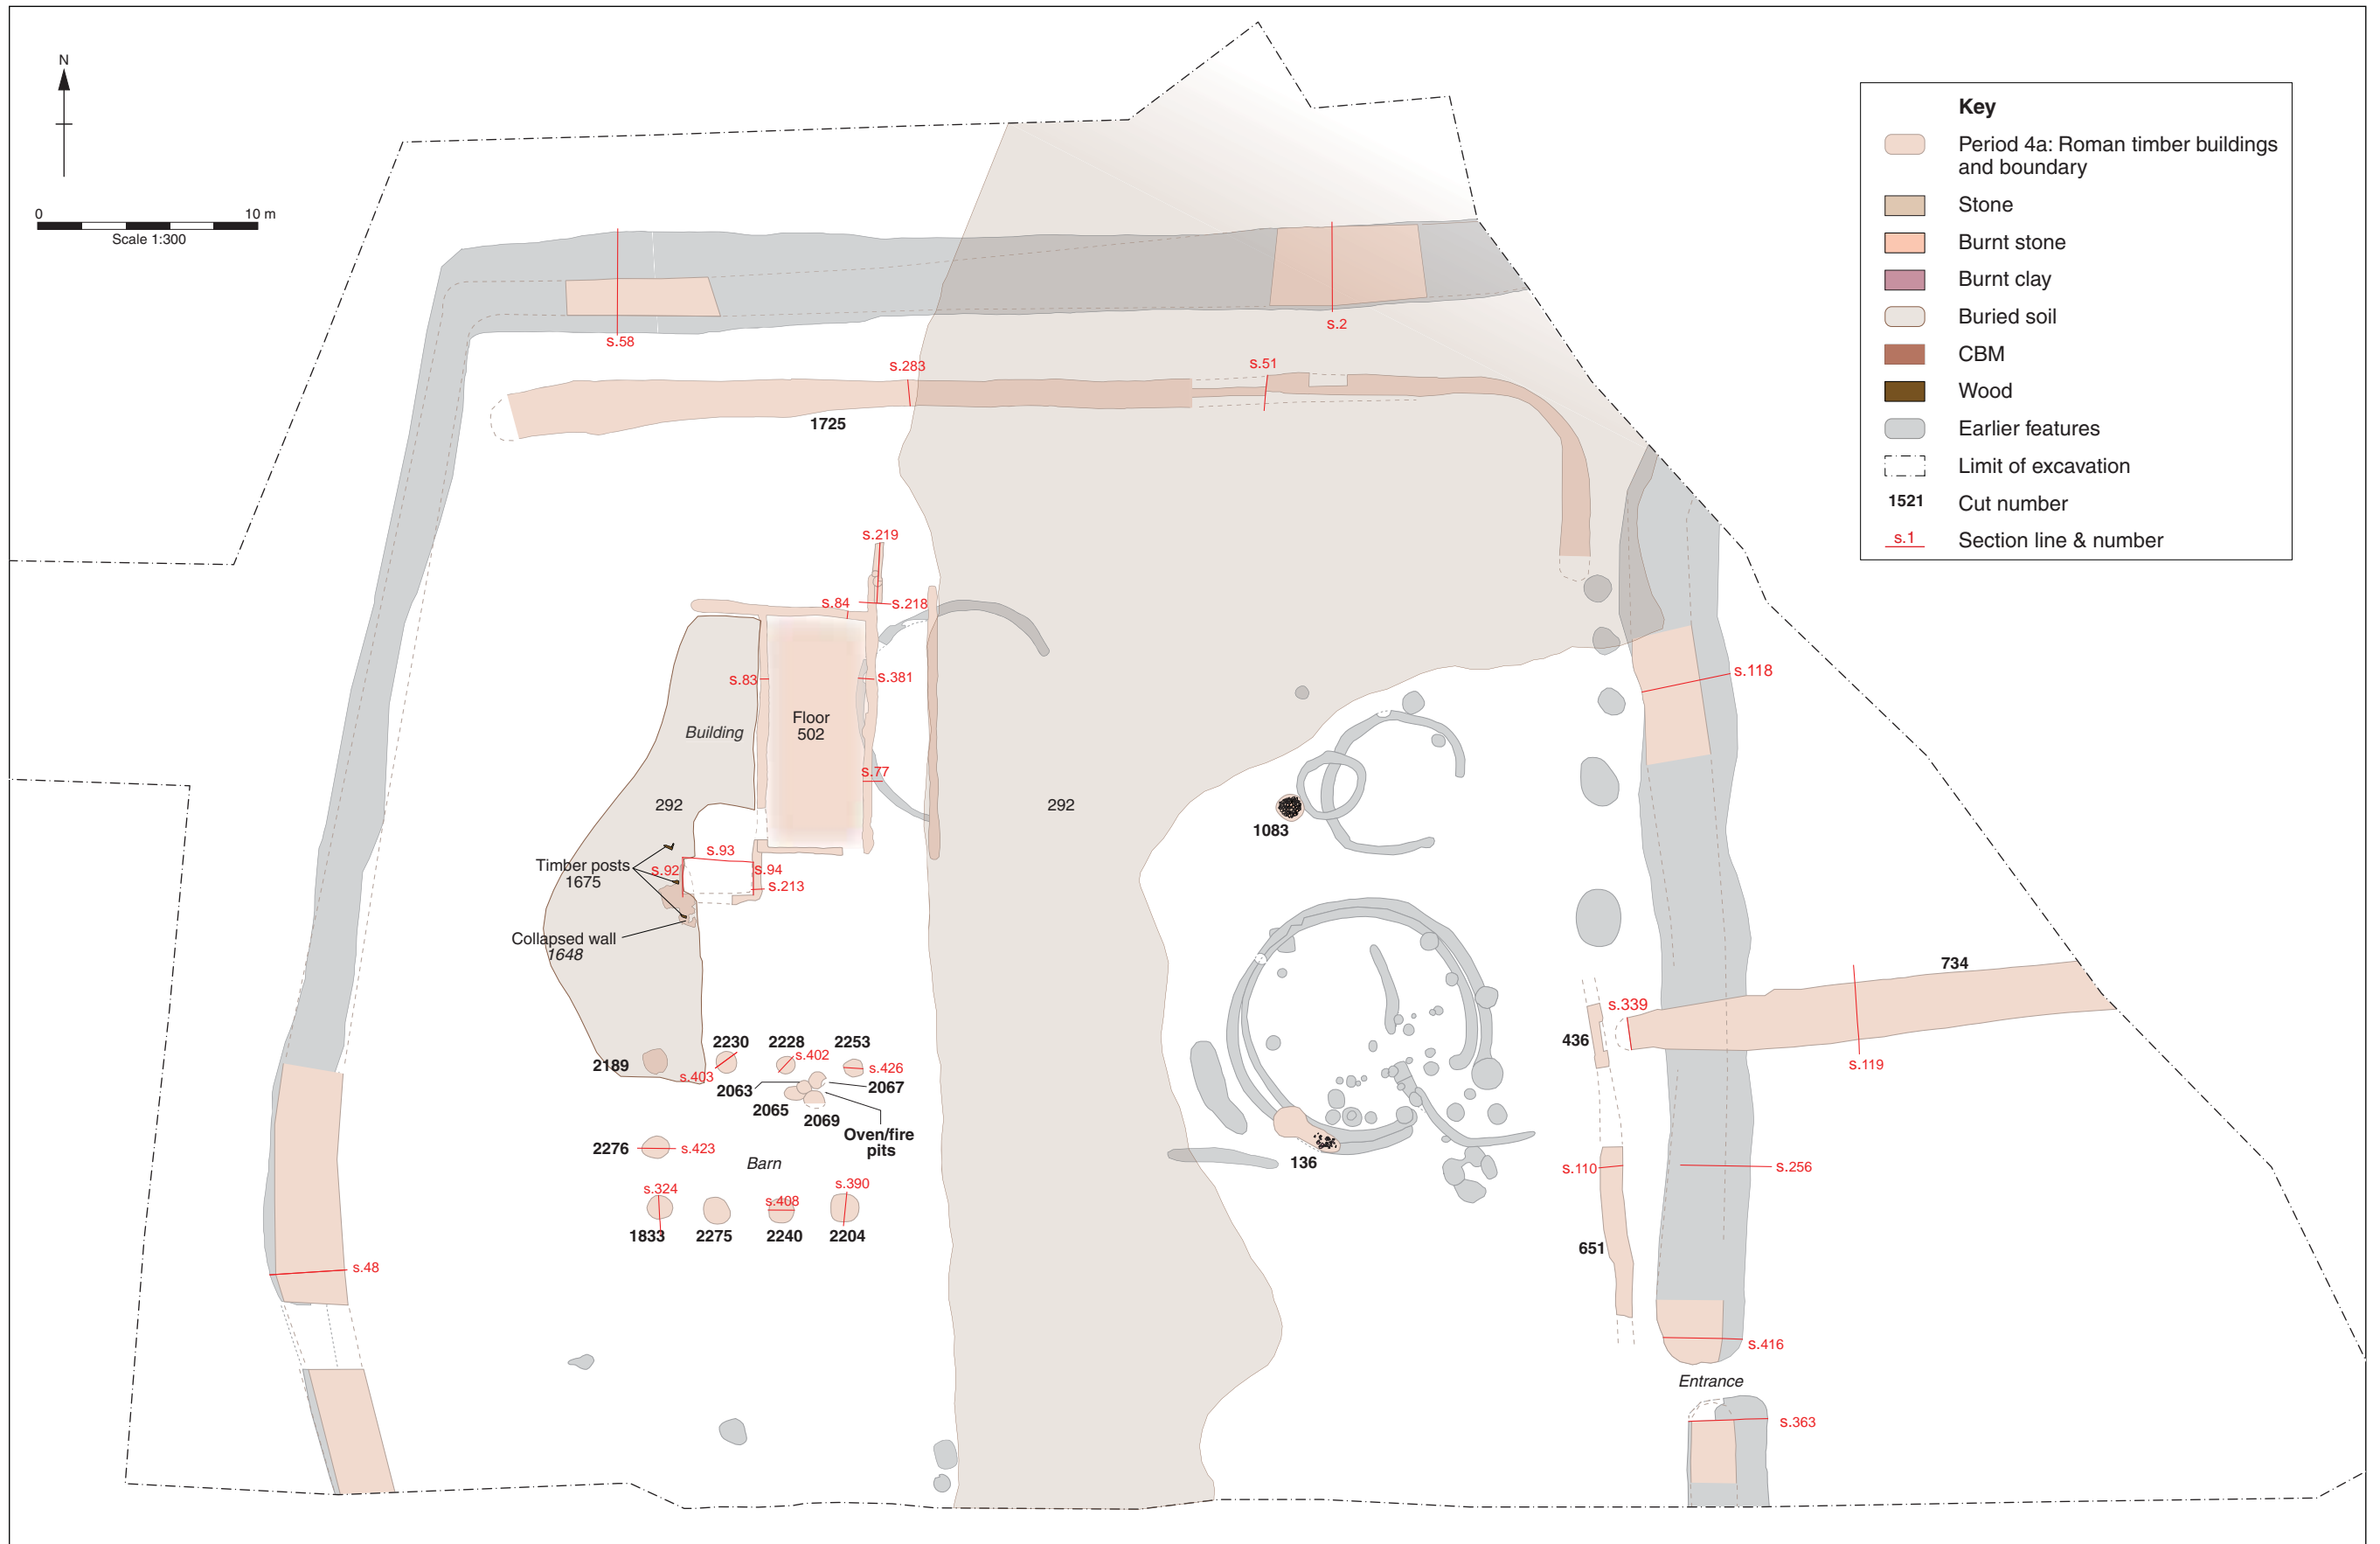 N
0 10 m
Scale 1:300
Key
Period 4a: Roman timber buildings
and boundary
Stone
Burnt stone
Burnt clay
Buried soil
CBM
Wood
Earlier features
Limit of excavation
1521 Cut number
s.1 Section line & number
s.58
s.2
s.283
s.51
1725
s.219
s.84
s.218
s.83
s.381
s.118
Floor
502
Building
s.77
292
292
1083
Timber posts
1675
s.93
s.92
s.94
s.213
Collapsed wall
1648
734
s.339
436
s.119
2230
2228
2253
s.402
2189
s.403
s.426
2063
2067
2065
2069
Oven/fire
pits
2276
s.423
Barn
136
s.110
s.256
s.324
s.408
s.390
1833
2275
2240
2204
651
s.48
s.416
Entrance
s.363